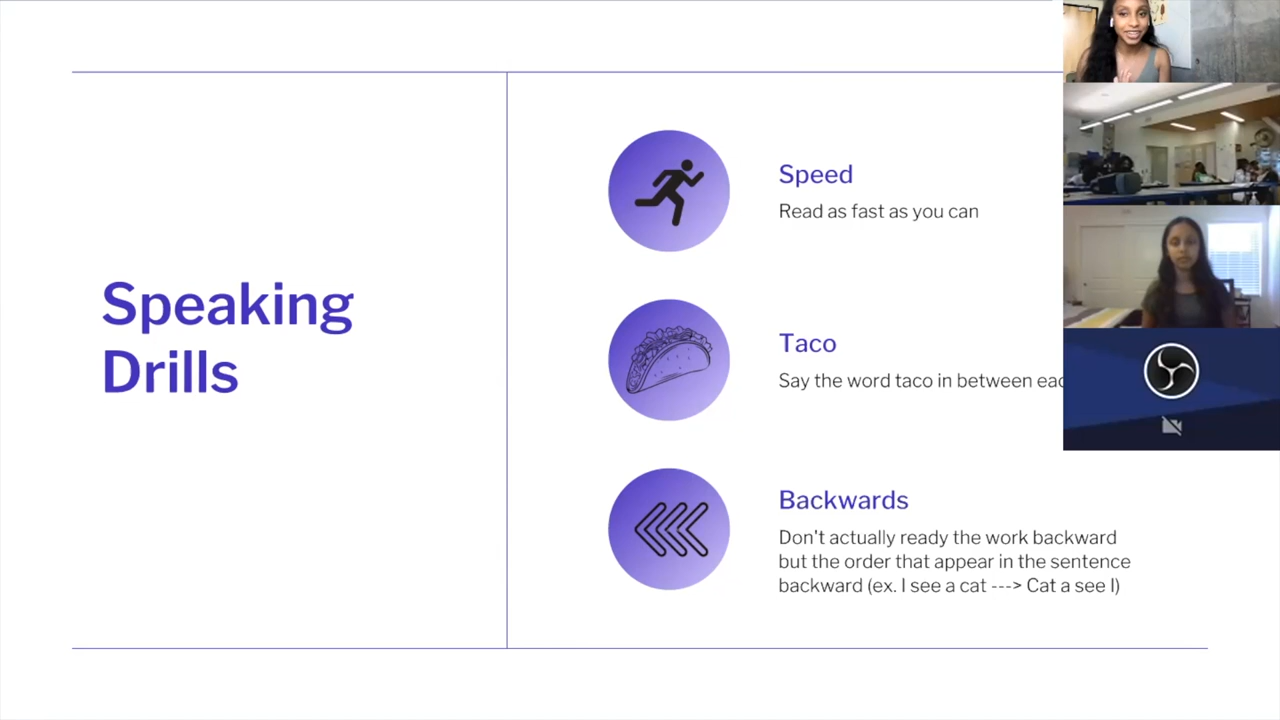 Speaking
Drills
Speed
Read as fast as you can
Taco
Say the word taco in between
Backwards
Don't actually ready the work backward
but the order that appear in the sentence
backward (ex. I see a cat ---> Cat a see I)